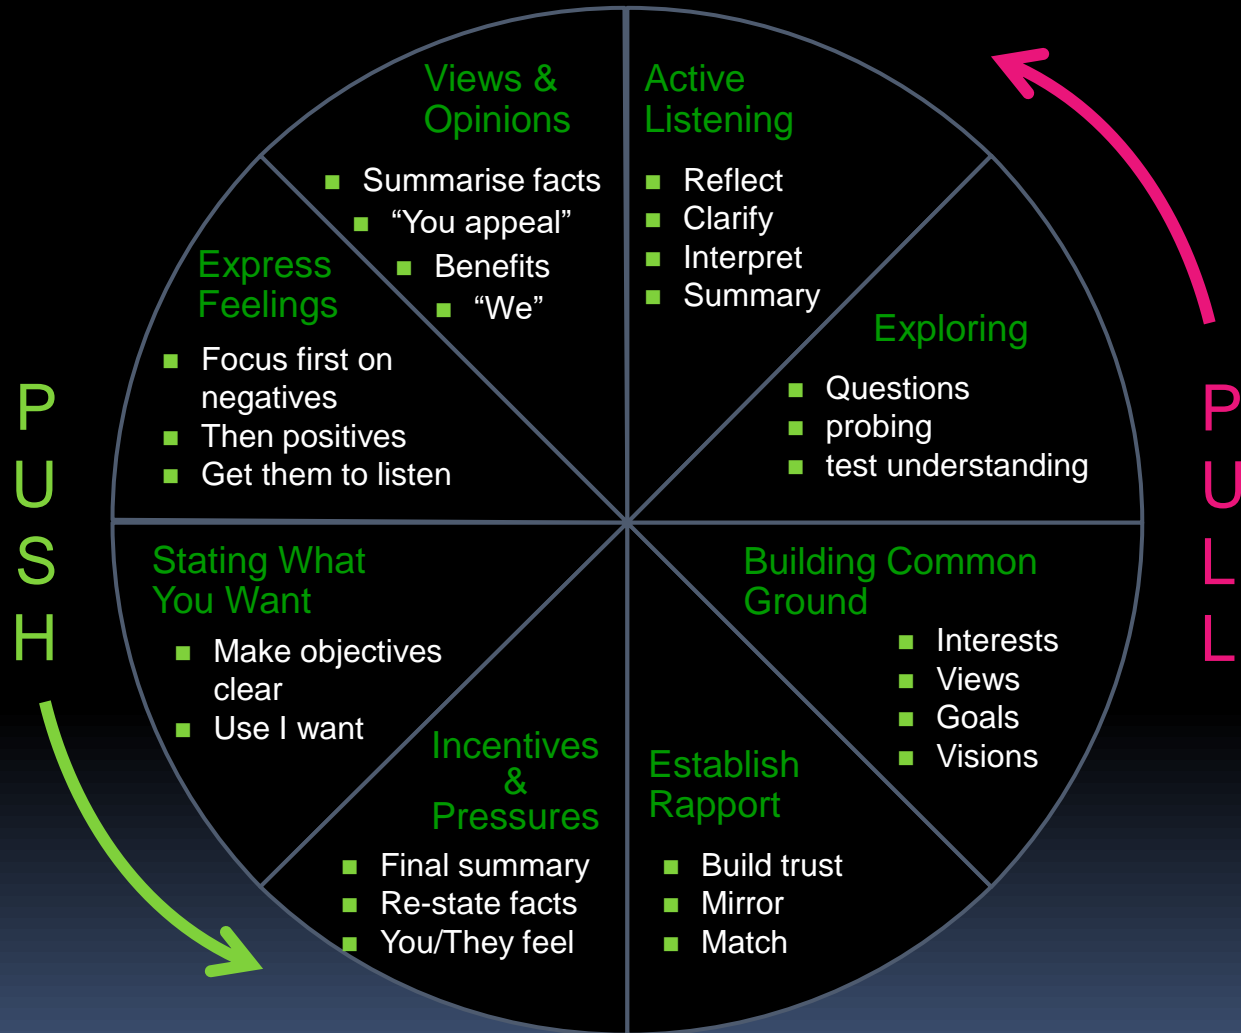 Views &
Opinions
■ Summarise facts
■ “You appeal”
■ Benefits
■ “We”
Active
Listening
■ Reflect
■ Clarify
■ Interpret
■ Summary
Express
Feelings
■ Focus first on
negatives
■ Then positives
■ Get them to listen
Exploring
■ Questions
■ probing
■ test understanding
P
U
S
H
P
U
L
L
Stating What
You Want
■ Make objectives
clear
■ Use I want
Building Common
Ground
■ Interests
■ Views
■ Goals
■ Visions
Incentives
&
Pressures
■ Final summary
■ Re-state facts
■ You/They feel
Establish
Rapport
■ Build trust
■ Mirror
■ Match